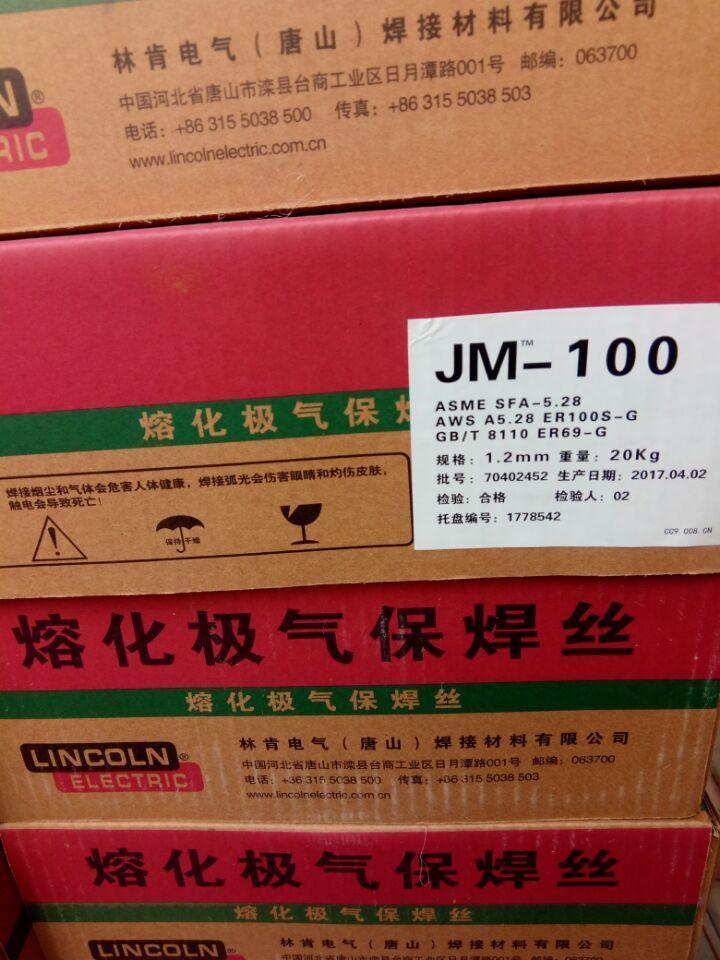 林肯电气（唐山）焊接材料有限公司
中国河北省唐山市滦县台商工业区日月潭路001号 邮编：063700
电话：+86 315 5038 500 传真：+86 315 5038 503
www.lincolnelectric.com.cn
N®
RIC
JM™-100
ASME SFA-5.28
AWS A5.28 ER100S-G
GB/T 8110 ER69-G
规格：1.2mm 重量：20Kg
批号：70402452 生产日期：2017.04.02
检验：合格 检验人：02
托盘编号：1778542
CC9.008.CN
熔化极气保焊
焊接烟尘和气体会危害人体健康，焊接弧光会伤害眼睛和灼伤皮肤，
触电会导致死亡！
保持干燥
熔化极气保焊丝
熔化极气保焊丝
LINCOLN®
ELECTRIC
林肯电气（唐山）焊接材料有限公司
中国河北省唐山市滦县台商工业区日月潭路001号 邮编：063700
电话：+86 315 5038 500 传真：+86 315 5038 503
www.lincolnelectric.com.cn
熔化极气保焊丝
熔化极气保焊丝
LINCOLN
林肯电气（唐山）焊接材料有限公司